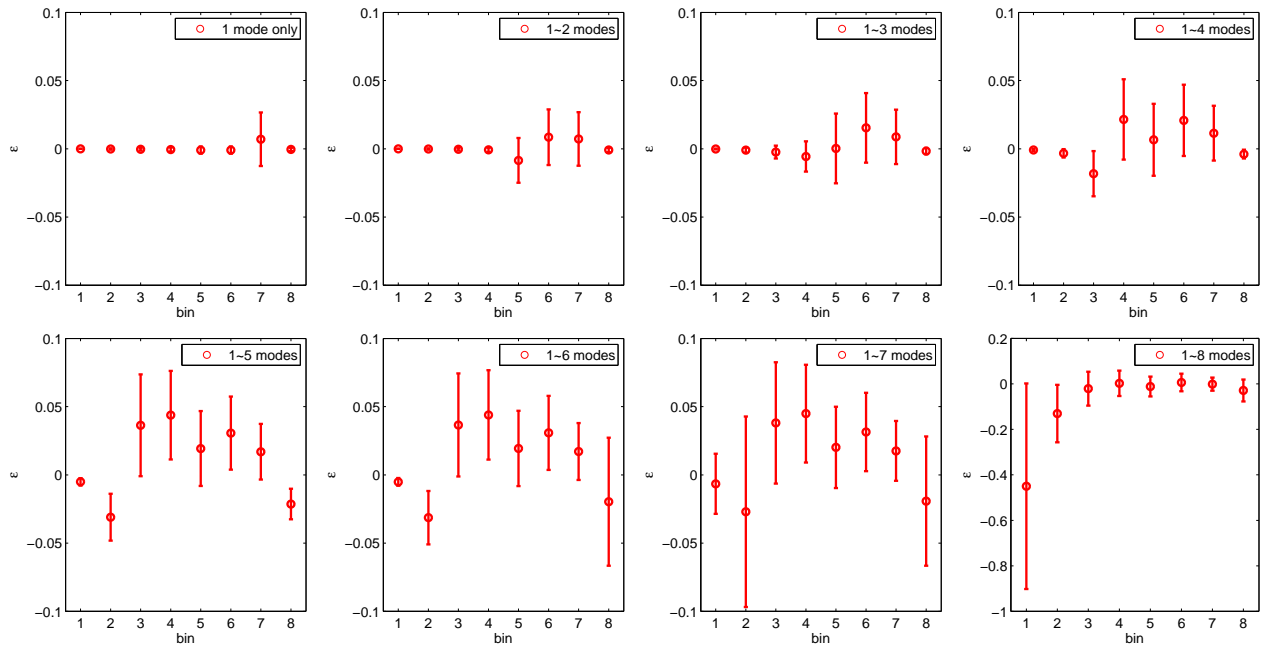 0.1
0.05
0
−0.05
−0.1
ε
1 mode only
1 2 3 4 5 6 7 8
bin
0.1
0.05
0
−0.05
−0.1
ε
1~2 modes
1 2 3 4 5 6 7 8
bin
0.1
0.05
0
−0.05
−0.1
ε
1~3 modes
1 2 3 4 5 6 7 8
bin
0.1
0.05
0
−0.05
−0.1
ε
1~4 modes
1 2 3 4 5 6 7 8
bin
0.1
0.05
0
−0.05
−0.1
ε
1~5 modes
1 2 3 4 5 6 7 8
bin
0.1
0.05
0
−0.05
−0.1
ε
1~6 modes
1 2 3 4 5 6 7 8
bin
0.1
0.05
0
−0.05
−0.1
ε
1~7 modes
1 2 3 4 5 6 7 8
bin
0.2
0
−0.2
−0.4
−0.6
−0.8
−1
ε
1~8 modes
1 2 3 4 5 6 7 8
bin